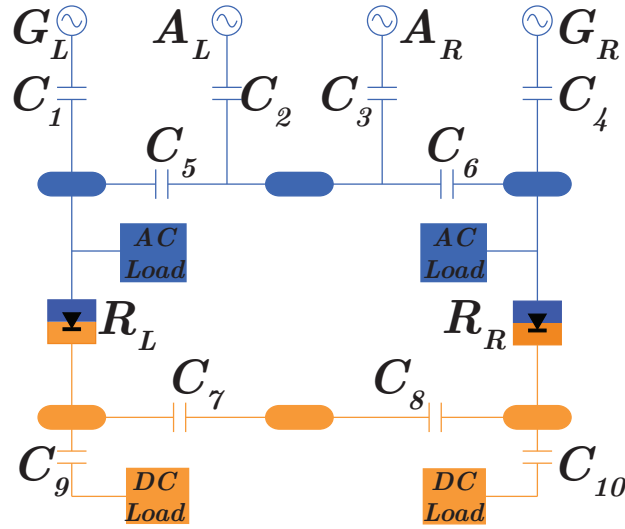 G_L A_L A_R G_R
C_1 C_2 C_3 C_4
C_5 C_6
AC Load AC Load
R_L R_R
C_7 C_8
C_9 C_10
DC Load DC Load